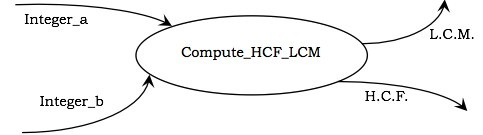 Integer_a
L.C.M.
Compute_HCF_LCM
Integer_b
H.C.F.